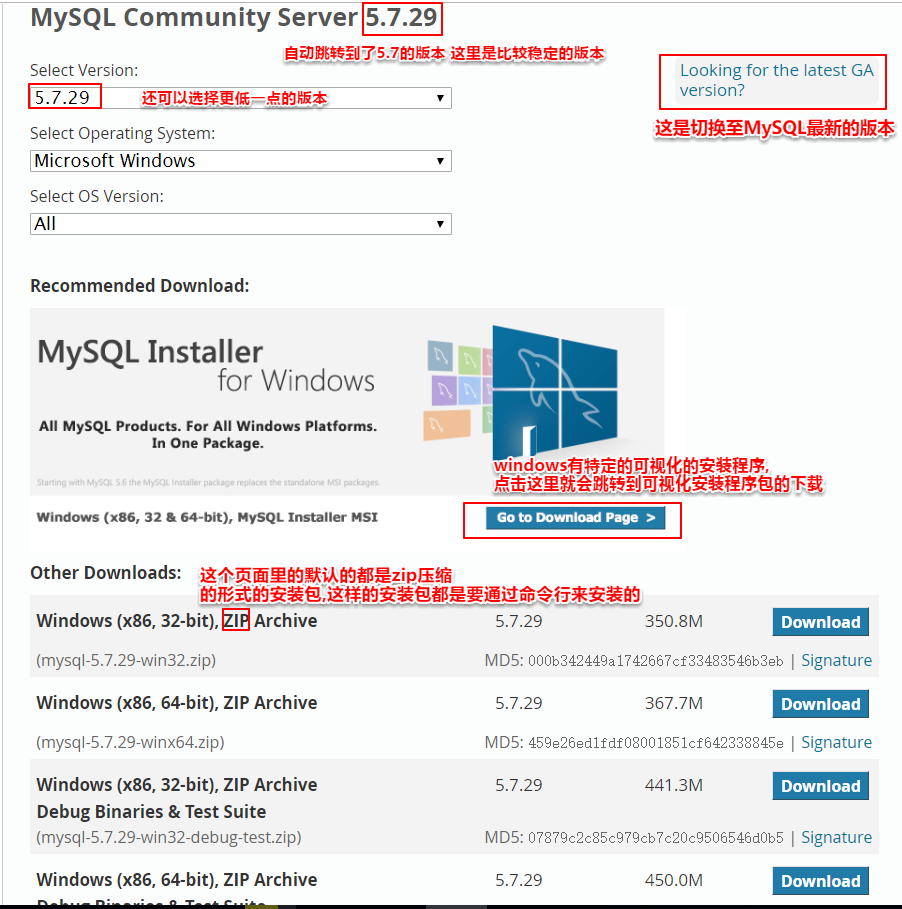 MySQL Community Server 5.7.29
自动跳转到了5.7的版本 这里是比较稳定的版本
Select Version:
5.7.29
还可以选择更低一点的版本
Looking for the latest GA
version?
这是切换至MySQL最新的版本
Select Operating System:
Microsoft Windows
Select OS Version:
All
Recommended Download:
MySQL Installer
for Windows
All MySQL Products. For All Windows Platforms.
In One Package.
Starting with MySQL 5.6 the MySQL Installer package replaces the standalone MSI packages.
windows有特定的可视化的安装程序,
点击这里就会跳转到可视化安装程序包的下载
Windows (x86, 32 & 64-bit), MySQL Installer MSI
Go to Download Page >
Other Downloads:
这个页面里的默认的都是zip压缩
的形式的安装包,这样的安装包都是要通过命令行来安装的
Windows (x86, 32-bit), ZIP Archive 5.7.29 350.8M Download
(mysql-5.7.29-win32.zip) MD5: 000b342449a1742667cf33483546b3eb | Signature
Windows (x86, 64-bit), ZIP Archive 5.7.29 367.7M Download
(mysql-5.7.29-winx64.zip) MD5: 459e26ed1fdf08001851cf642338845e | Signature
Windows (x86, 32-bit), ZIP Archive 5.7.29 441.3M Download
Debug Binaries & Test Suite
(mysql-5.7.29-win32-debug-test.zip) MD5: 07879c2c85c979cb7c20c9506546d0b5 | Signature
Windows (x86, 64-bit), ZIP Archive 5.7.29 450.0M Download
Debug Binaries & Test Suite